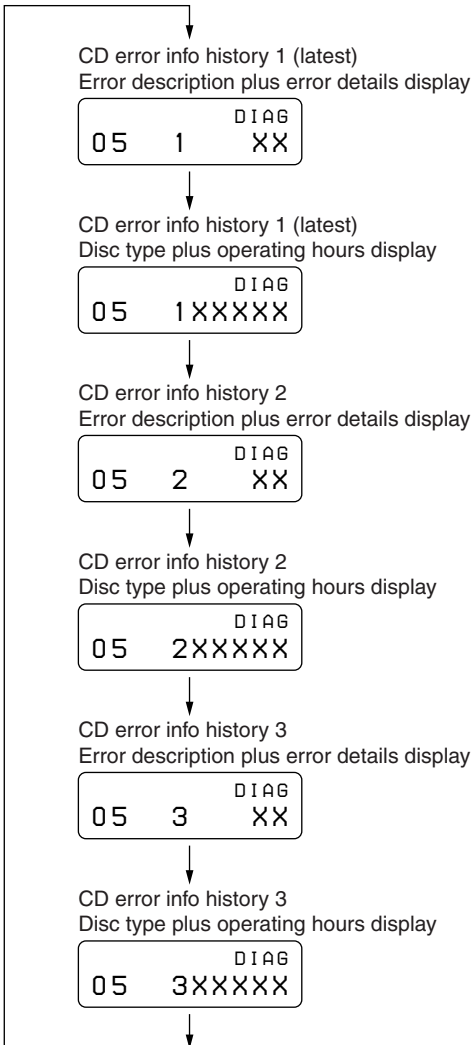 CD error info history 1 (latest)
Error description plus error details display
DIAG
05 1 XX
CD error info history 1 (latest)
Disc type plus operating hours display
DIAG
05 1XXXXX
CD error info history 2
Error description plus error details display
DIAG
05 2 XX
CD error info history 2
Disc type plus operating hours display
DIAG
05 2XXXXX
CD error info history 3
Error description plus error details display
DIAG
05 3 XX
CD error info history 3
Disc type plus operating hours display
DIAG
05 3XXXXX